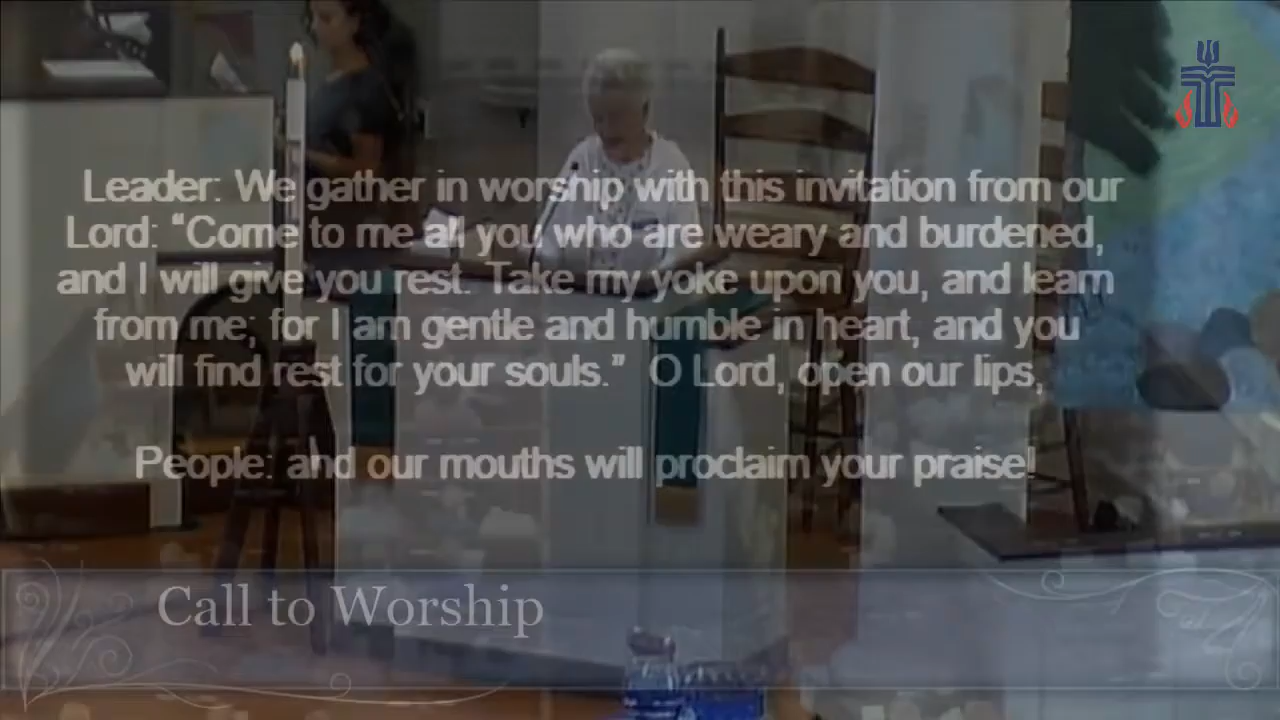 Leader: We gather in worship with this invitation from our
Lord: “Come to me all you who are weary and burdened,
and I will give you rest. Take my yoke upon you, and learn
from me; for I am gentle and humble in heart, and you
will find rest for your souls.” O Lord, open our lips,
People: and our mouths will proclaim your praise!
Call to Worship